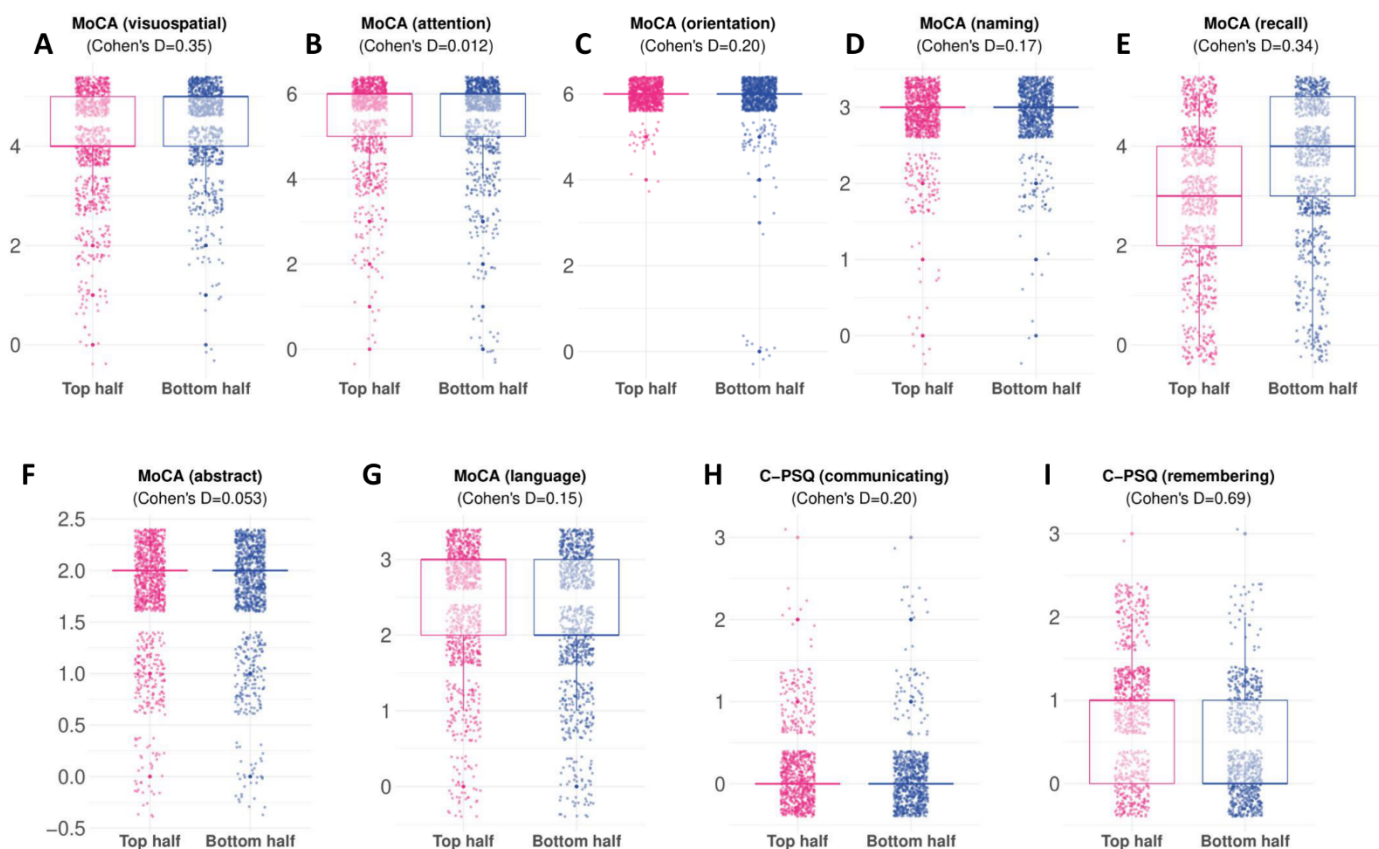 A
MoCA (visuospatial)
(Cohen's D=0.35)
4
2
0
Top half Bottom half
B
MoCA (attention)
(Cohen's D=0.012)
6
4
2
0
Top half Bottom half
C
MoCA (orientation)
(Cohen's D=0.20)
6
4
2
0
Top half Bottom half
D
MoCA (naming)
(Cohen's D=0.17)
3
2
1
0
Top half Bottom half
E
MoCA (recall)
(Cohen's D=0.34)
4
2
0
Top half Bottom half
F
MoCA (abstract)
(Cohen's D=0.053)
2.5
2.0
1.5
1.0
0.5
0.0
−0.5
Top half Bottom half
G
MoCA (language)
(Cohen's D=0.15)
3
2
1
0
Top half Bottom half
H
C−PSQ (communicating)
(Cohen's D=0.20)
3
2
1
0
Top half Bottom half
I
C−PSQ (remembering)
(Cohen's D=0.69)
3
2
1
0
Top half Bottom half